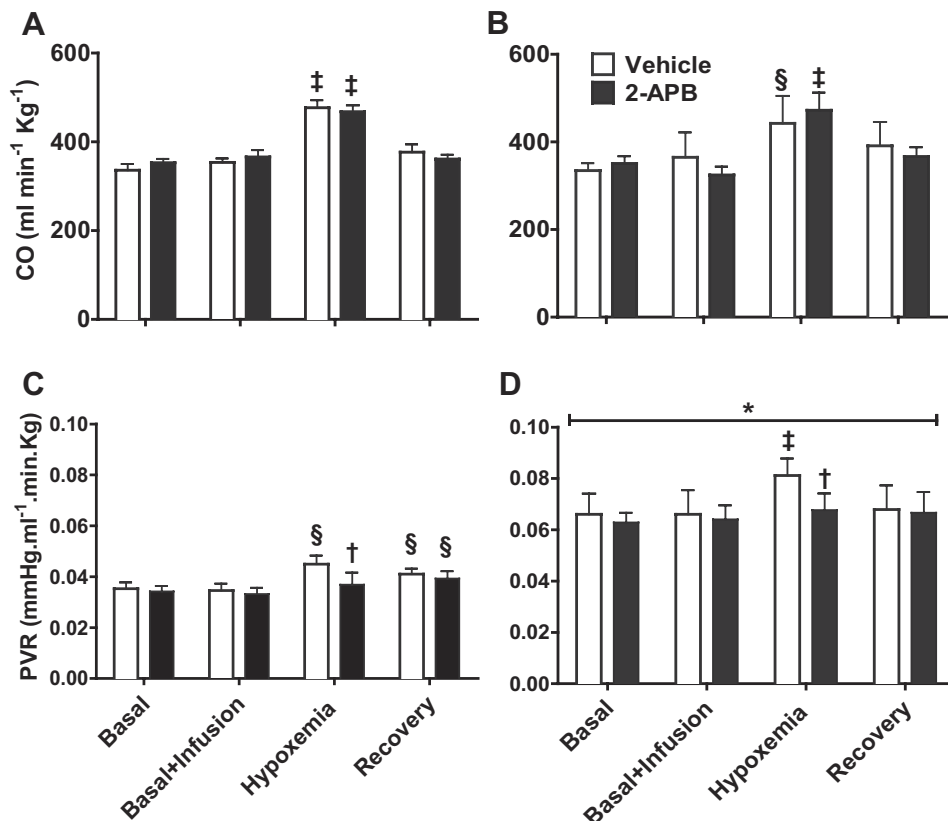 A
CO (ml min⁻¹ Kg⁻¹)
600
400
200
0
‡ ‡
B
600
400
200
0
Vehicle
2-APB
§ ‡
C
PVR (mmHg.ml⁻¹.min.Kg)
0.10
0.08
0.06
0.04
0.02
0.00
§ † § §
Basal
Basal+Infusion
Hypoxemia
Recovery
D
0.10
0.08
0.06
0.04
0.02
0.00
*
‡ †
Basal
Basal+Infusion
Hypoxemia
Recovery